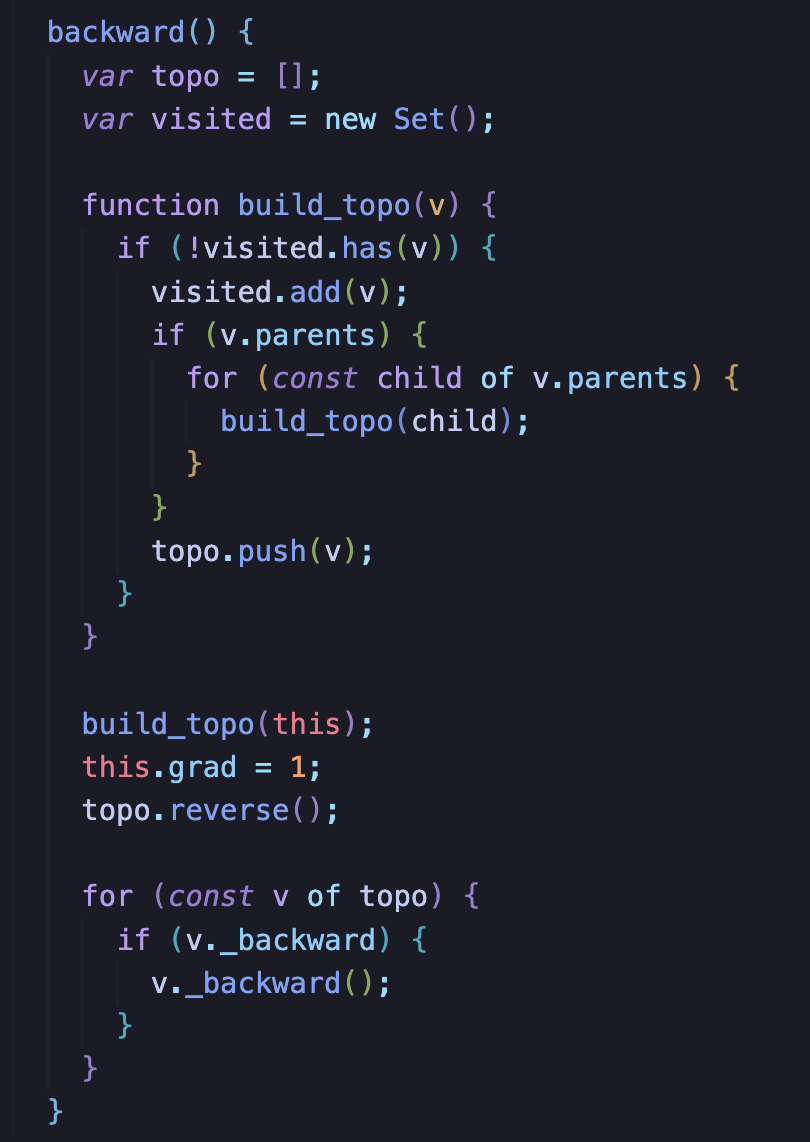 backward() {
var topo = [];
var visited = new Set();
function build_topo(v) {
if (!visited.has(v)) {
visited.add(v);
if (v.parents) {
for (const child of v.parents) {
build_topo(child);
}
}
topo.push(v);
}
}
build_topo(this);
this.grad = 1;
topo.reverse();
for (const v of topo) {
if (v._backward) {
v._backward();
}
}
}